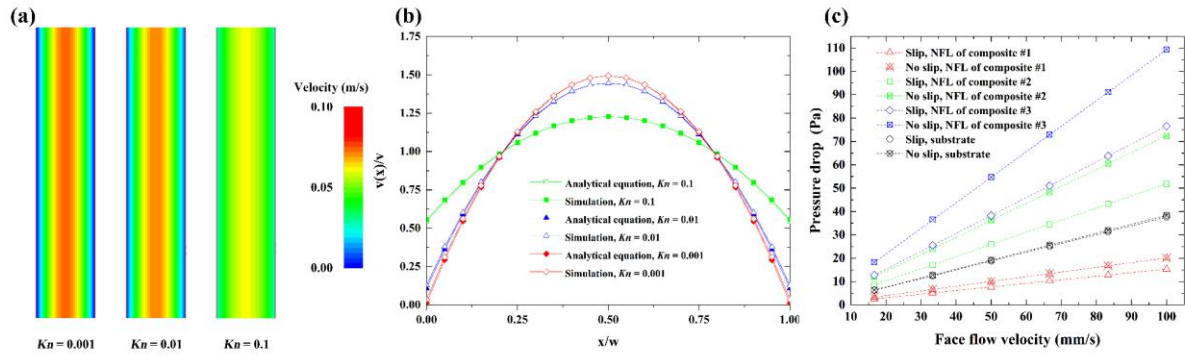 (a)
Velocity (m/s)
0.10
0.05
0.00
Kn = 0.001
Kn = 0.01
Kn = 0.1
(b)
v(x)/v
1.75
1.50
1.25
1.00
0.75
0.50
0.25
0.00
Analytical equation, Kn = 0.1
Simulation, Kn = 0.1
Analytical equation, Kn = 0.01
Simulation, Kn = 0.01
Analytical equation, Kn = 0.001
Simulation, Kn = 0.001
0.00 0.25 0.50 0.75 1.00
x/w
(c)
Pressure drop (Pa)
110
100
90
80
70
60
50
40
30
20
10
0
Slip, NFL of composite #1
No slip, NFL of composite #1
Slip, NFL of composite #2
No slip, NFL of composite #2
Slip, NFL of composite #3
No slip, NFL of composite #3
Slip, substrate
No slip, substrate
10 20 30 40 50 60 70 80 90 100
Face flow velocity (mm/s)